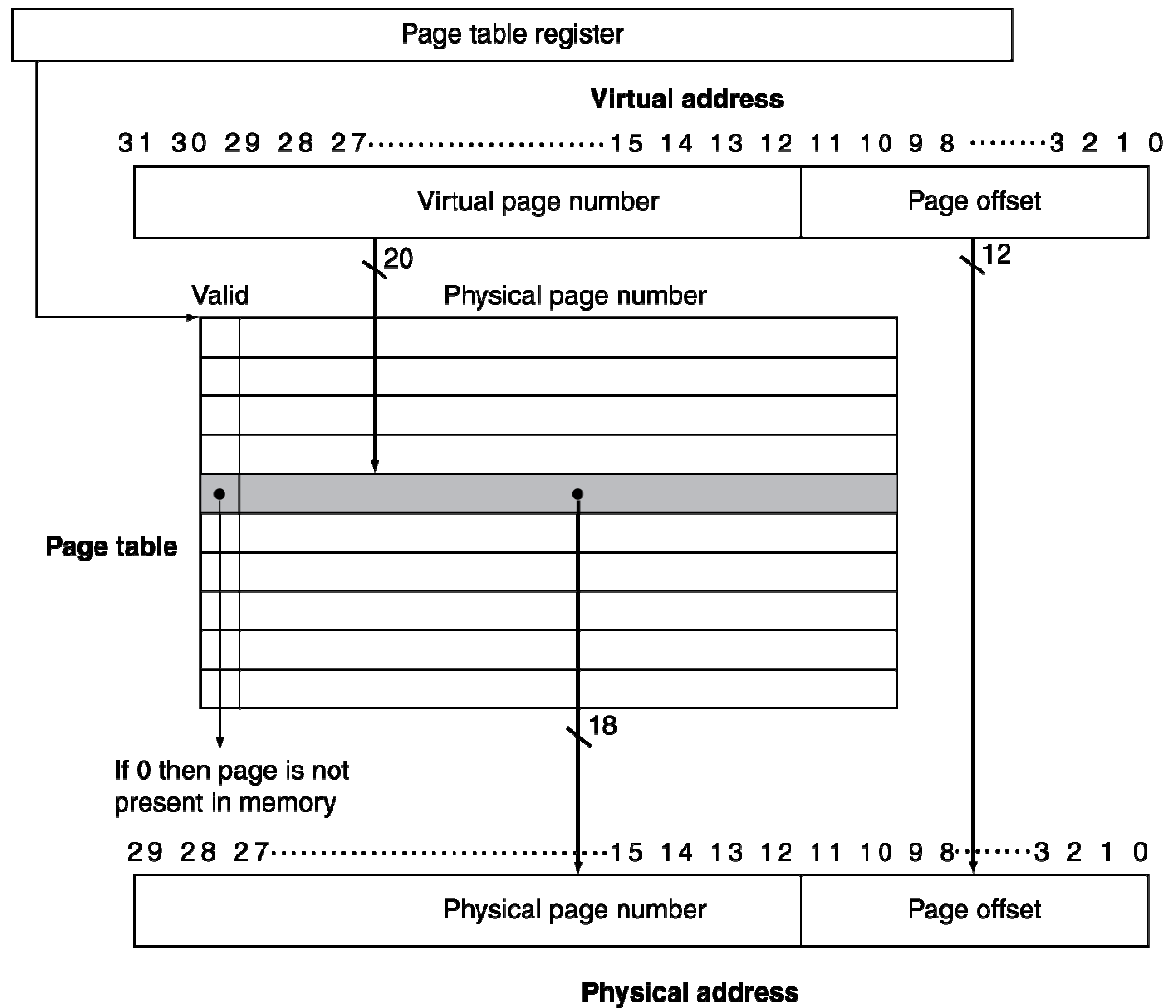 Page table register
Virtual address
31 30 29 28 27......................15 14 13 12 11 10 9 8 ........3 2 1 0
Virtual page number
Page offset
20
12
Valid
Physical page number
Page table
18
If 0 then page is not
present in memory
29 28 27................................15 14 13 12 11 10 9 8........3 2 1 0
Physical page number
Page offset
Physical address